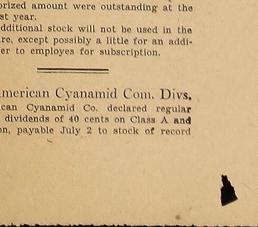 orized amount were outstanding at the
st year.
dditional stock will not be used in the
re, except possibly a little for an addi-
er to employes for subscription.
merican Cyanamid Com. Divs.
ican Cyanamid Co. declared regular
dividends of 40 cents on Class A and
on, payable July 2 to stock of record